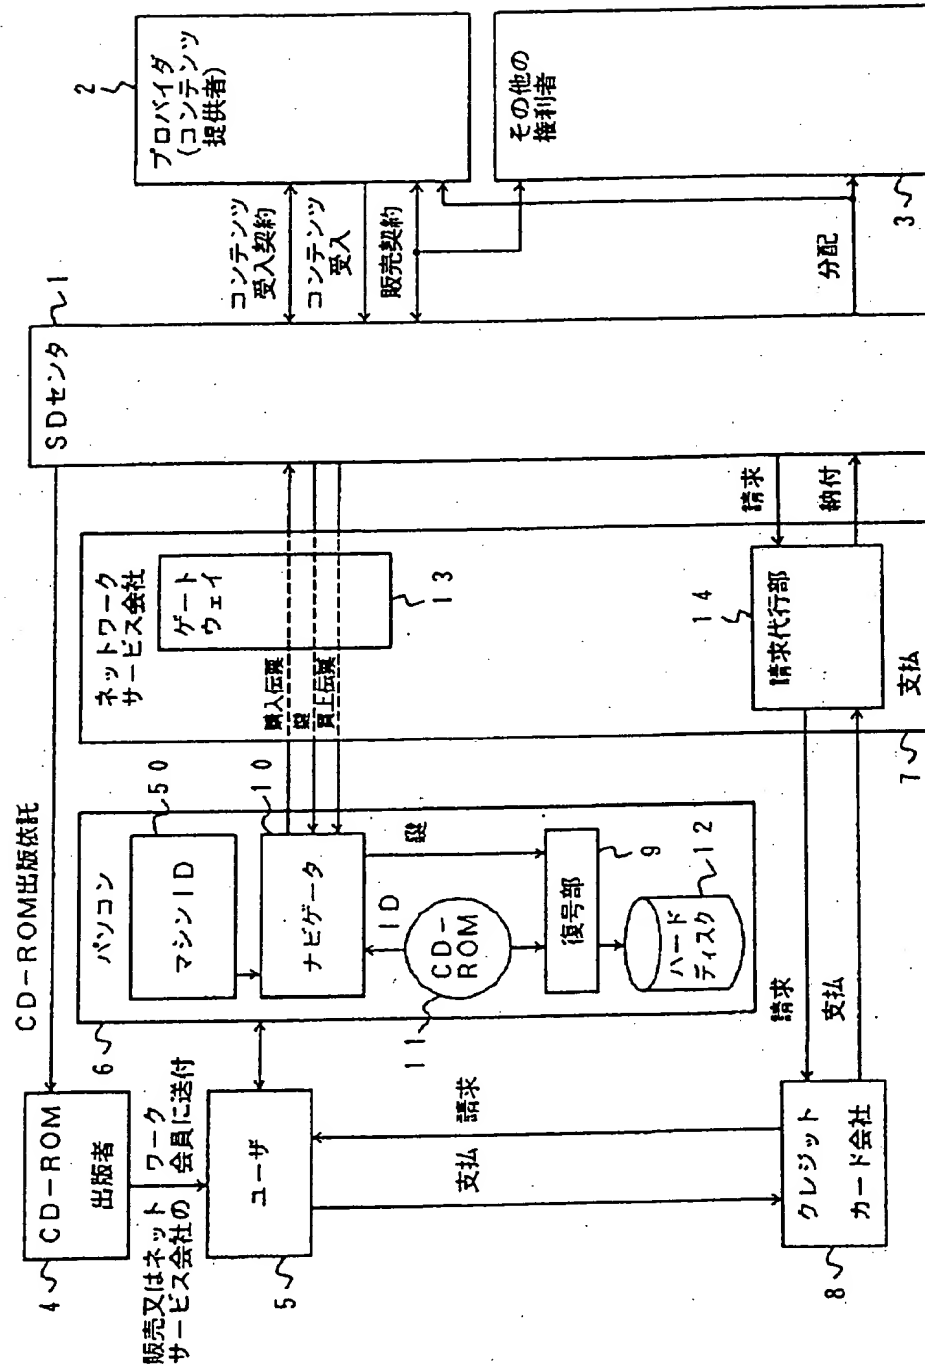 CD-ROM出版依託
4
CD-ROM
出版者
販売又はネットワーク
サービス会社の会員に送付
5
ユーザ
請求
支払
8
クレジット
カード会社
6
パソコン
マシンID
50
ナビゲータ
10
ID
鍵
CD-
ROM
11
復号部
9
ハード
ディスク
12
ネットワーク
サービス会社
ゲート
ウェイ
13
購入伝票
鍵
買上伝票
請求
納付
14
請求代行部
請求
支払
支払
7
SDセンタ
1
コンテンツ
受入契約
コンテンツ
受入
販売契約
分配
2
プロバイダ
(コンテンツ
提供者)
その他の
権利者
3